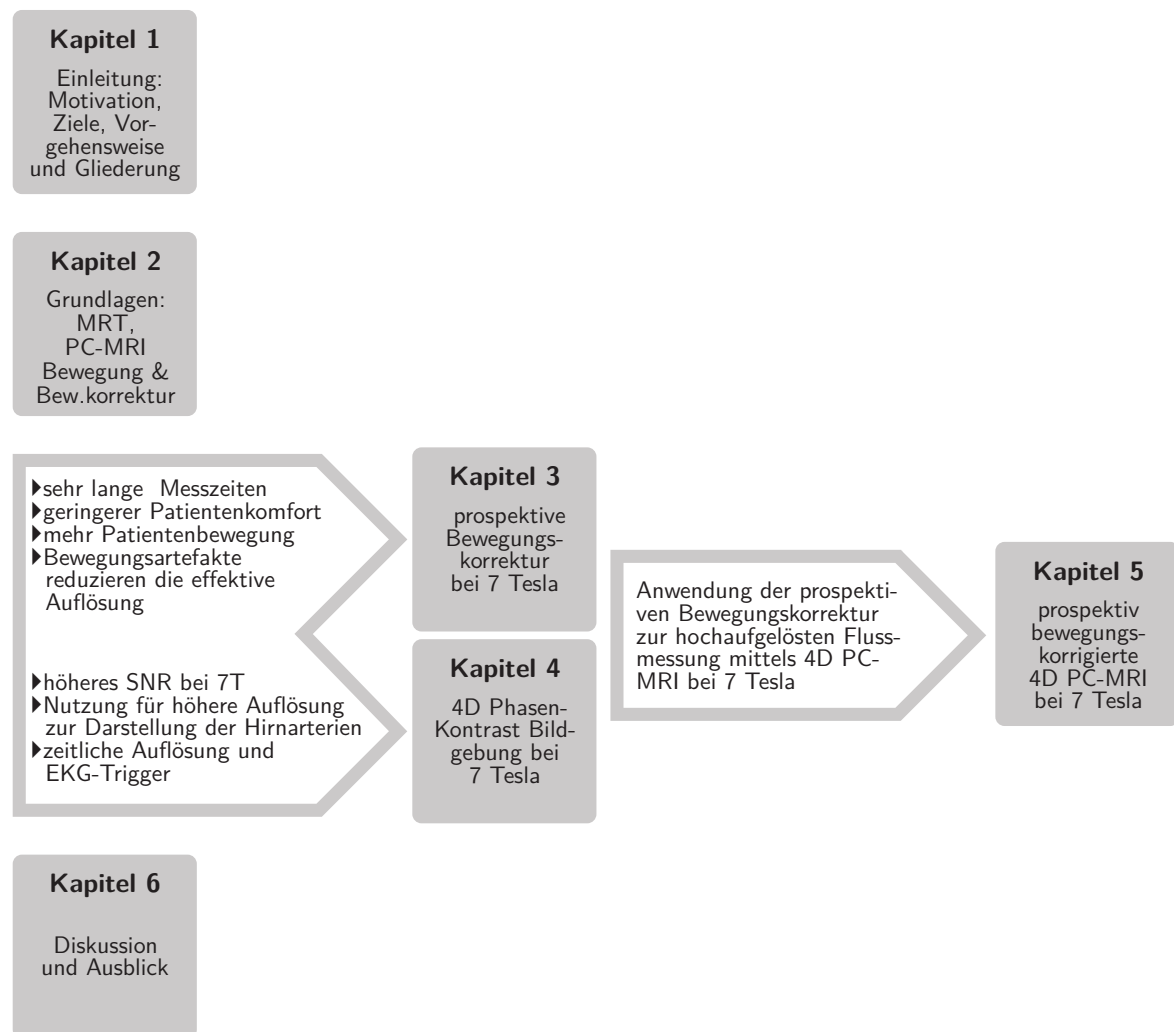 Kapitel 1
Einleitung:
Motivation,
Ziele, Vor-
gehensweise
und Gliederung
Kapitel 2
Grundlagen:
MRT,
PC-MRI
Bewegung &
Bew.korrektur
sehr lange Messzeiten
geringerer Patientenkomfort
mehr Patientenbewegung
Bewegungsartefakte
reduzieren die effektive
Auflösung
höheres SNR bei 7T
Nutzung für höhere Auflösung
zur Darstellung der Hirnarterien
zeitliche Auflösung und
EKG-Trigger
Kapitel 3
prospektive
Bewegungs-
korrektur
bei 7 Tesla
Kapitel 4
4D Phasen-
Kontrast Bild-
gebung bei
7 Tesla
Anwendung der prospekti-
ven Bewegungskorrektur
zur hochaufgelösten Fluss-
messung mittels 4D PC-
MRI bei 7 Tesla
Kapitel 5
prospektiv
bewegungs-
korrigierte
4D PC-MRI
bei 7 Tesla
Kapitel 6
Diskussion
und Ausblick